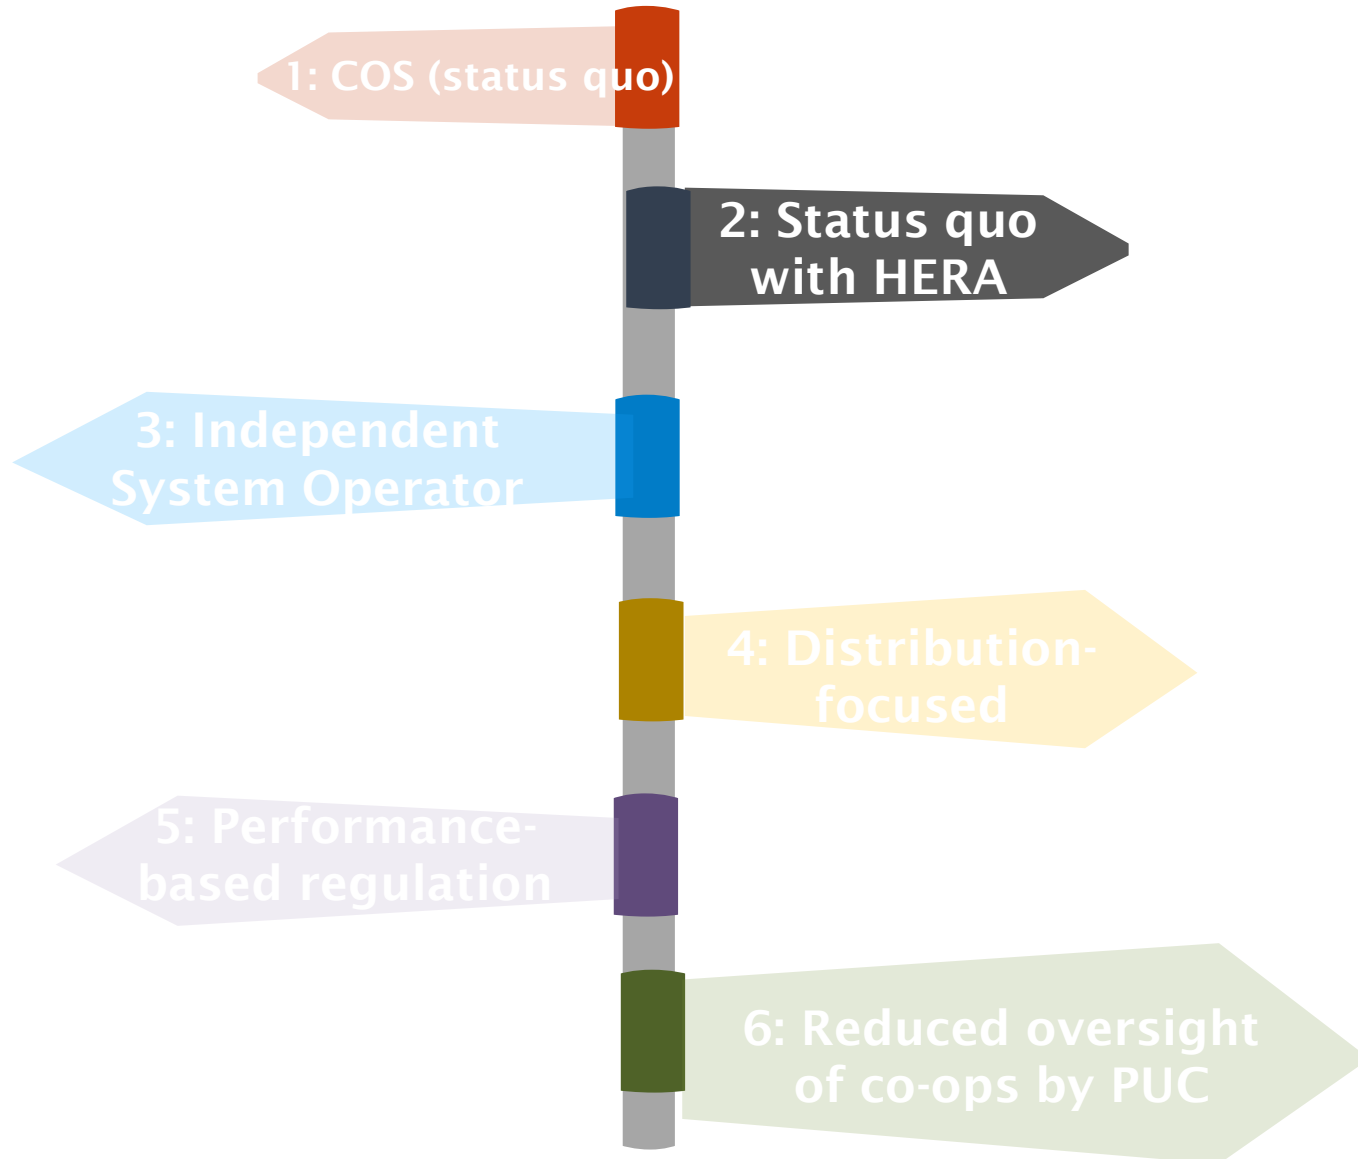 1: COS (status quo)
2: Status quo
with HERA
3: Independent
System Operator
4: Distribution-
focused
5: Performance-
based regulation
6: Reduced oversight
of co-ops by PUC